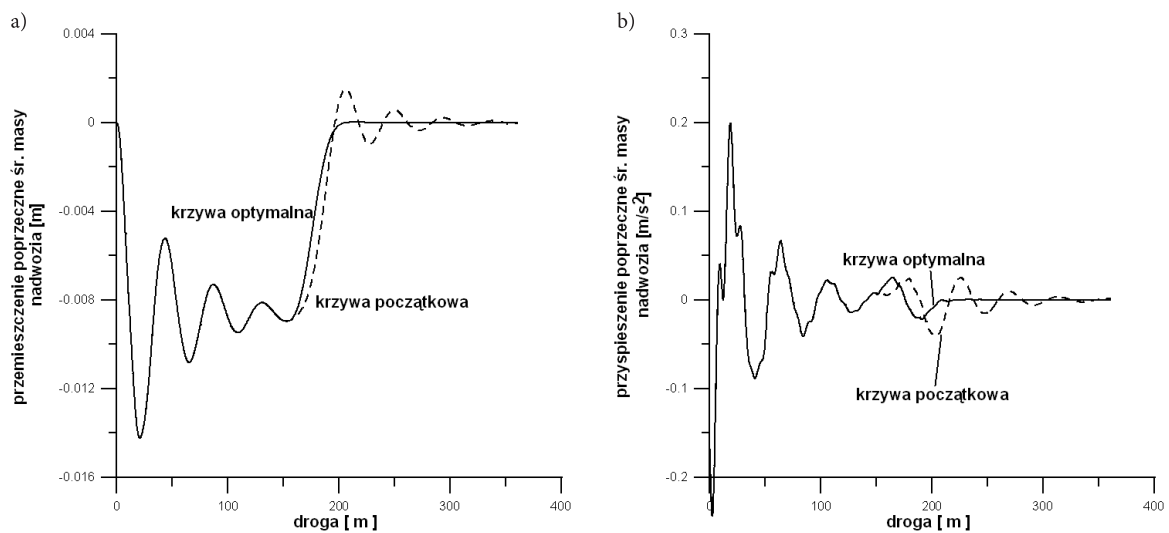 a)
0.004
0
-0.004
-0.008
-0.012
-0.016
przemieszczenie poprzeczne śr. masy
nadwozia [m]
krzywa optymalna
krzywa początkowa
0 100 200 300 400
droga [ m ]
b)
0.3
0.2
0.1
0
-0.1
-0.2
przyspieszenie poprzeczne śr. masy
nadwozia [m/s²]
krzywa optymalna
krzywa początkowa
0 100 200 300 400
droga [ m ]